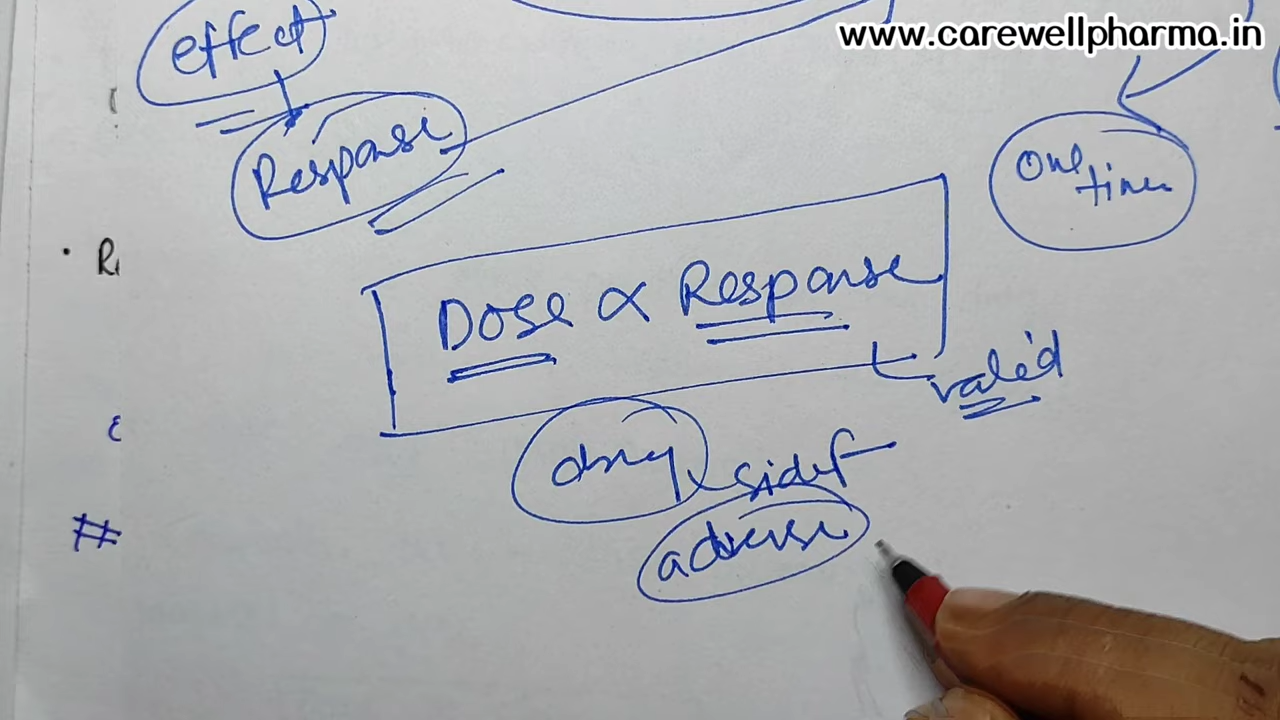 www.carewellpharma.in
effect
Response
One
time
R
Dose ∝ Response
valid
drug
side
adverse
#